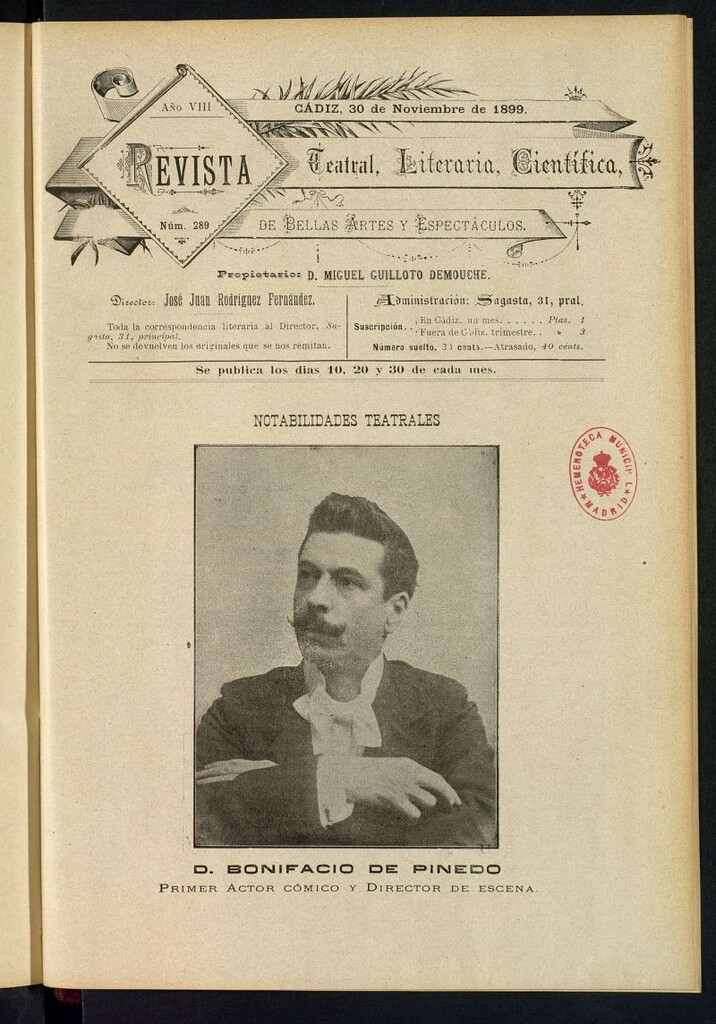 Año VIII
CÁDIZ, 30 de Noviembre de 1899.
REVISTA Teatral, Literaria, Científica,
Núm. 289
DE BELLAS ARTES Y ESPECTÁCULOS.
Propietario: D. MIGUEL GUILLOTO DEMOUCHE.
Director: José Juan Rodríguez Fernández.
Toda la correspondencia literaria al Director, Sa-
gasta, 31, principal.
No se devuelven los originales que se nos remitan.
Administración: Sagasta, 31, pral.
Suscripción.. En Cádiz, un mes. . . . . . Ptas. 1
Fuera de Cádiz, trimestre. . » 3
Número suelto, 30 cents.—Atrasado, 40 cénts.
Se publica los dias 10, 20 y 30 de cada mes.
NOTABILIDADES TEATRALES
HEMEROTECA MUNICIPAL
MADRID
D. BONIFACIO DE PINEDO
PRIMER ACTOR CÓMICO Y DIRECTOR DE ESCENA.